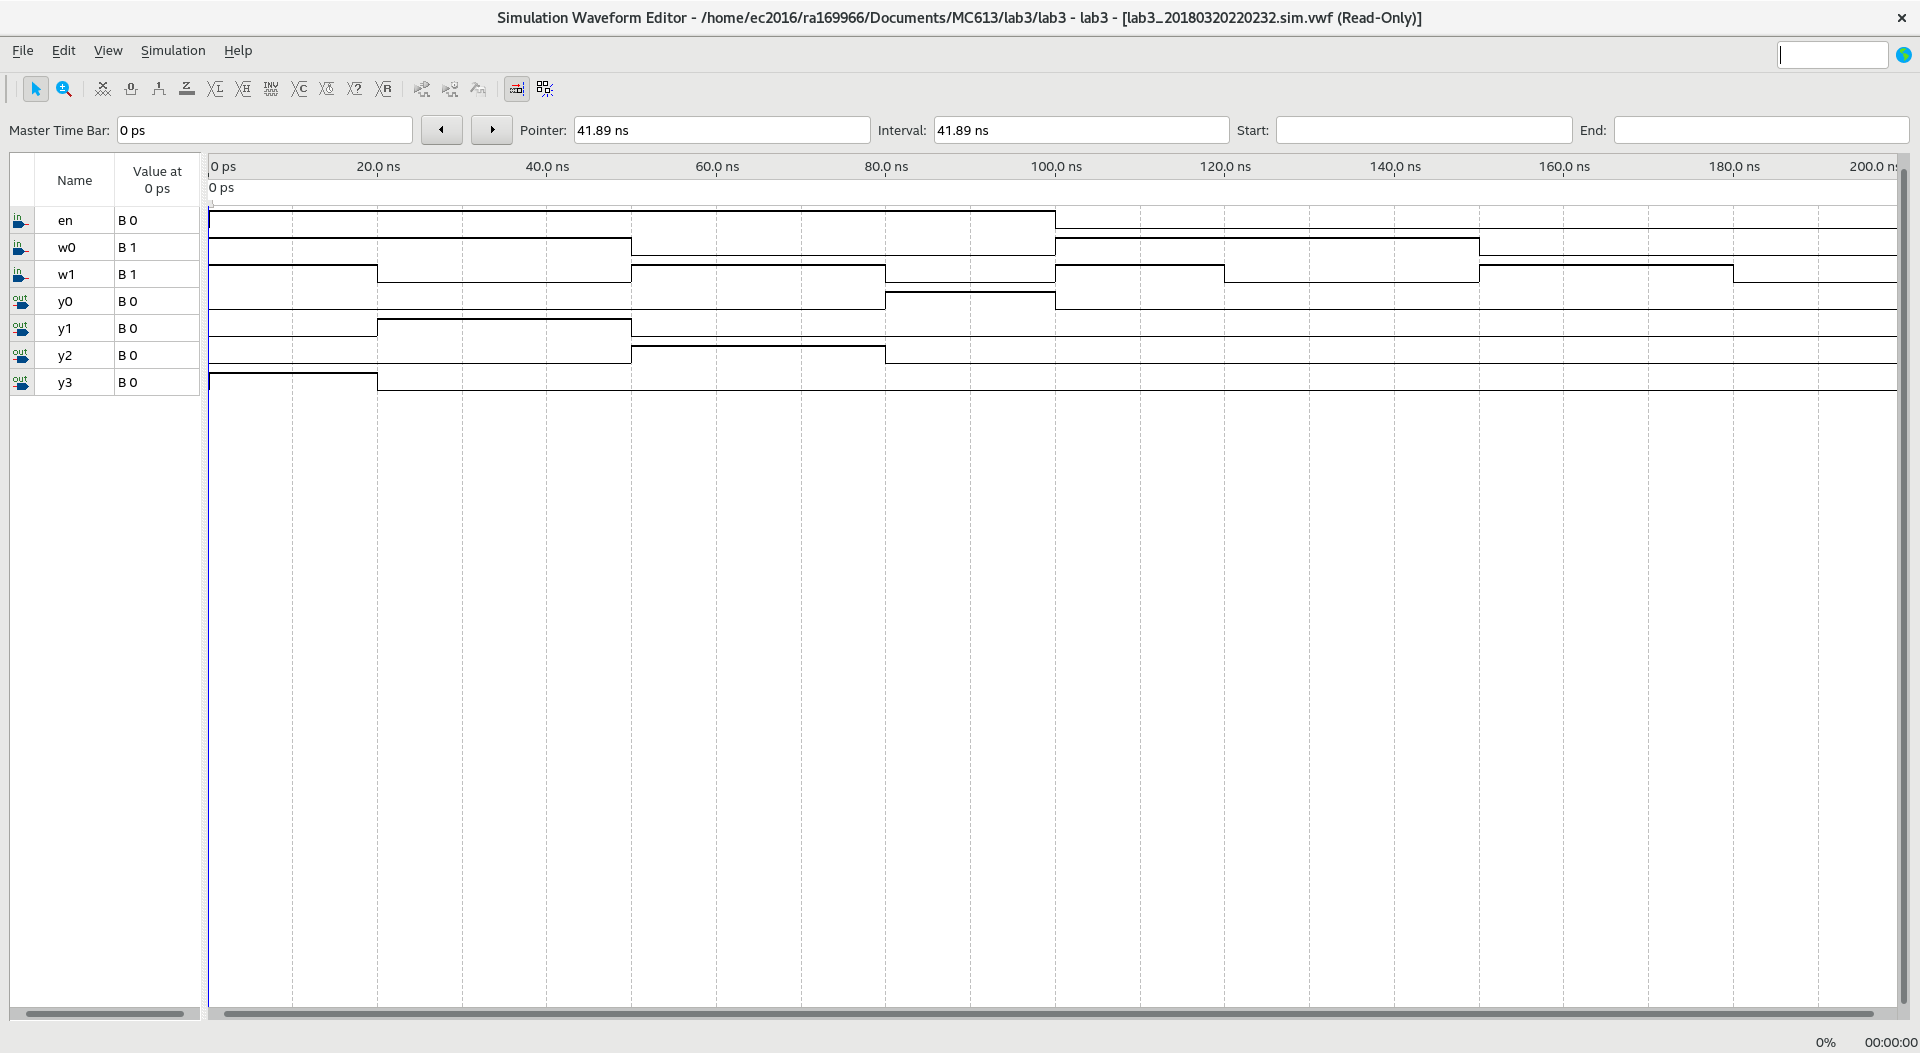 Simulation Waveform Editor - /home/ec2016/ra169966/Documents/MC613/lab3/lab3 - lab3 - [lab3_20180320220232.sim.vwf (Read-Only)]
File Edit View Simulation Help
Master Time Bar: 0 ps Pointer: 41.89 ns Interval: 41.89 ns Start: End:
Name Value at 0 ps
0 ps 20.0 ns 40.0 ns 60.0 ns 80.0 ns 100.0 ns 120.0 ns 140.0 ns 160.0 ns 180.0 ns 200.0 ns
0 ps
in en B 0
in w0 B 1
in w1 B 1
out y0 B 0
out y1 B 0
out y2 B 0
out y3 B 0
0% 00:00:00